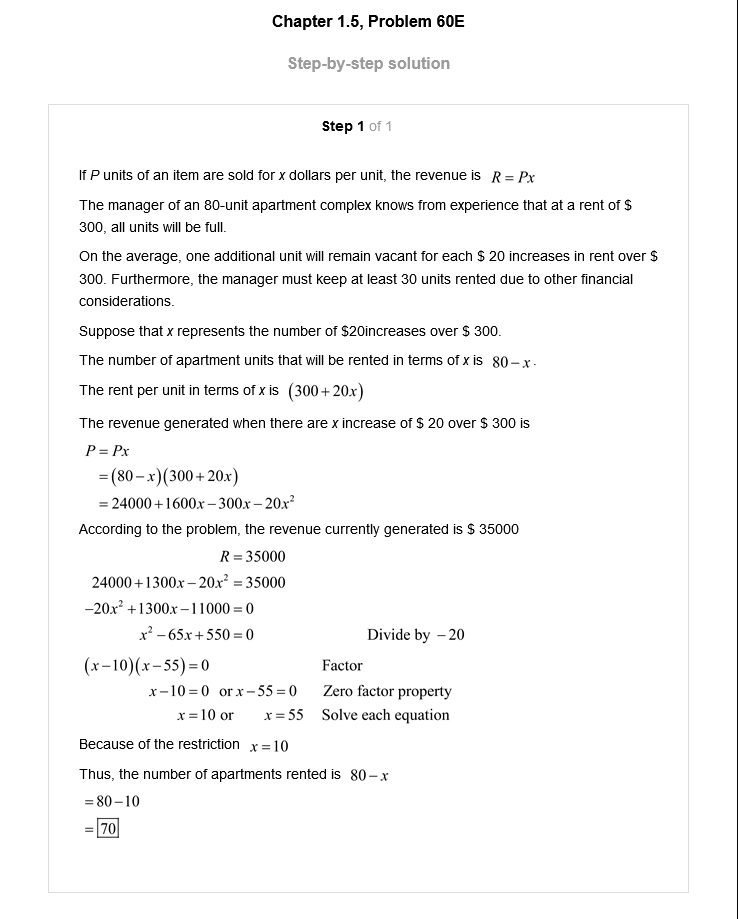 Chapter 1.5, Problem 60E
Step-by-step solution
Step 1 of 1
If P units of an item are sold for x dollars per unit, the revenue is R = Px
The manager of an 80-unit apartment complex knows from experience that at a rent of $
300, all units will be full.
On the average, one additional unit will remain vacant for each $ 20 increases in rent over $
300. Furthermore, the manager must keep at least 30 units rented due to other financial
considerations.
Suppose that x represents the number of $20increases over $ 300.
The number of apartment units that will be rented in terms of x is 80 − x.
The rent per unit in terms of x is (300 + 20x)
The revenue generated when there are x increase of $ 20 over $ 300 is
P = Px
= (80 − x)(300 + 20x)
= 24000 + 1600x − 300x − 20x²
According to the problem, the revenue currently generated is $ 35000
R = 35000
24000 + 1300x − 20x² = 35000
−20x² + 1300x − 11000 = 0
x² − 65x + 550 = 0 Divide by − 20
(x − 10)(x − 55) = 0 Factor
x − 10 = 0 or x − 55 = 0 Zero factor property
x = 10 or x = 55 Solve each equation
Because of the restriction x = 10
Thus, the number of apartments rented is 80 − x
= 80 − 10
= 70